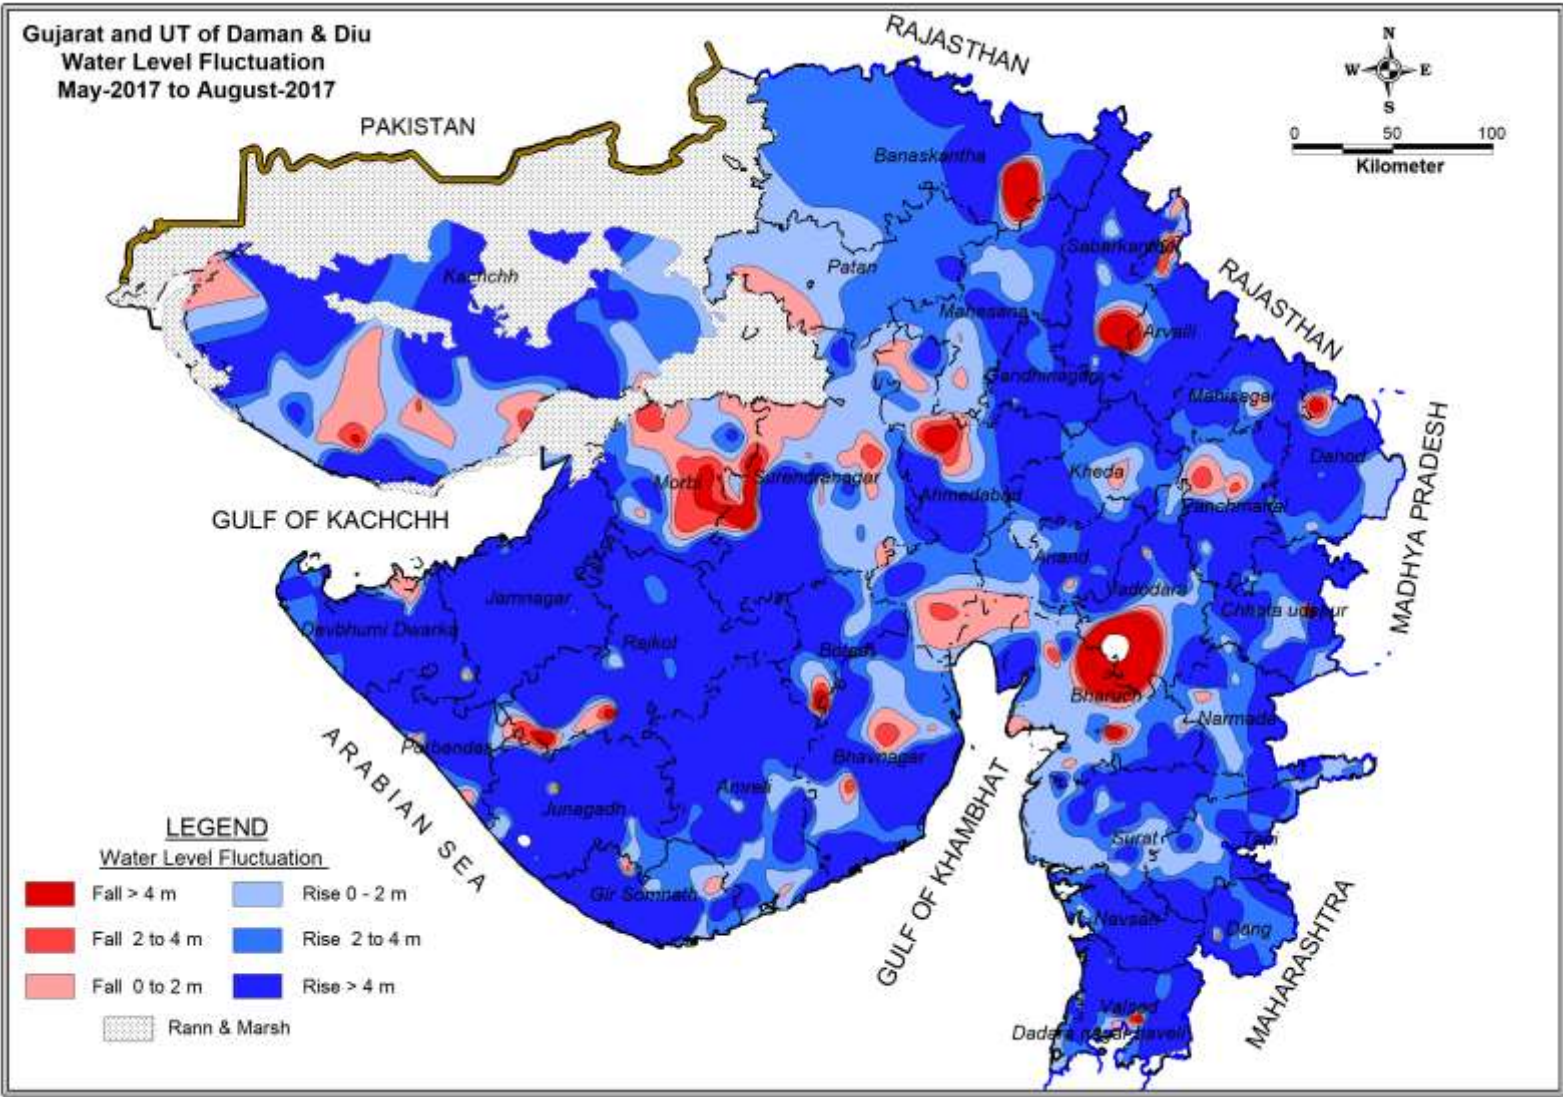 Gujarat and UT of Daman & Diu
Water Level Fluctuation
May-2017 to August-2017
RAJASTHAN
N
W E
S
0 50 100
Kilometer
PAKISTAN
Banaskantha
Sabarkantha
Patan
Kachchh
RAJASTHAN
Mahesana
Arvalli
Gandhinagar
Mahisagar
MADHYA PRADESH
Dahod
Kheda
Morbi
Surendranagar
Ahmedabad
Panchmahal
GULF OF KACHCHH
Anand
Jamnagar
Vadodara
Chhota udepur
Devbhumi Dwarka
Rajkot
Botad
Bharuch
Narmada
Porbandar
Bhavnagar
ARABIAN SEA
Amreli
Junagadh
GULF OF KHAMBHAT
Surat
Tapi
Gir Somnath
Navsari
Dang
MAHARASHTRA
Valsad
Dadara nagar haveli
LEGEND
Water Level Fluctuation
Fall > 4 m Rise 0 - 2 m
Fall 2 to 4 m Rise 2 to 4 m
Fall 0 to 2 m Rise > 4 m
Rann & Marsh